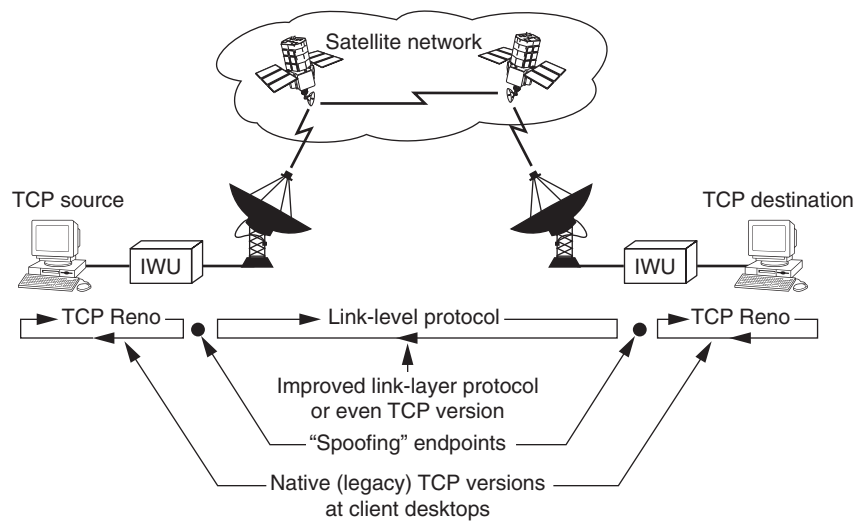 Satellite network
TCP source
TCP destination
IWU
IWU
TCP Reno
Link-level protocol
TCP Reno
Improved link-layer protocol
or even TCP version
“Spoofing” endpoints
Native (legacy) TCP versions
at client desktops